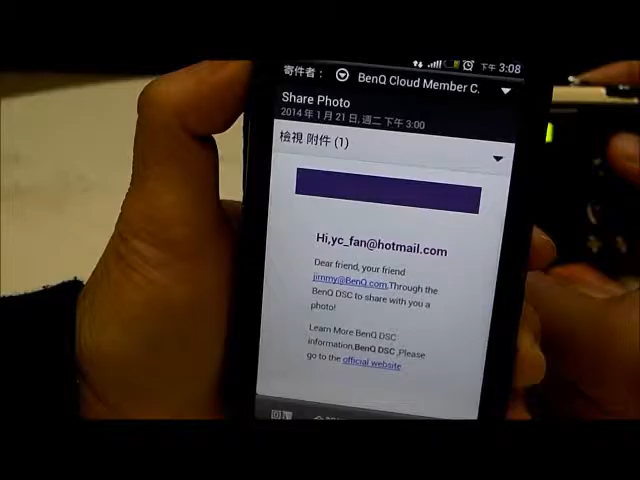 下午 3:08
寄件者： BenQ Cloud Member C.
Share Photo
2014 年 1 月 21 日, 週二 下午 3:00
檢視 附件 (1)
Hi,yc_fan@hotmail.com
Dear friend, your friend
jimmy@BenQ.com,Through the
BenQ DSC to share with you a
photo!
Learn More BenQ DSC
information,BenQ DSC ,Please
go to the official website